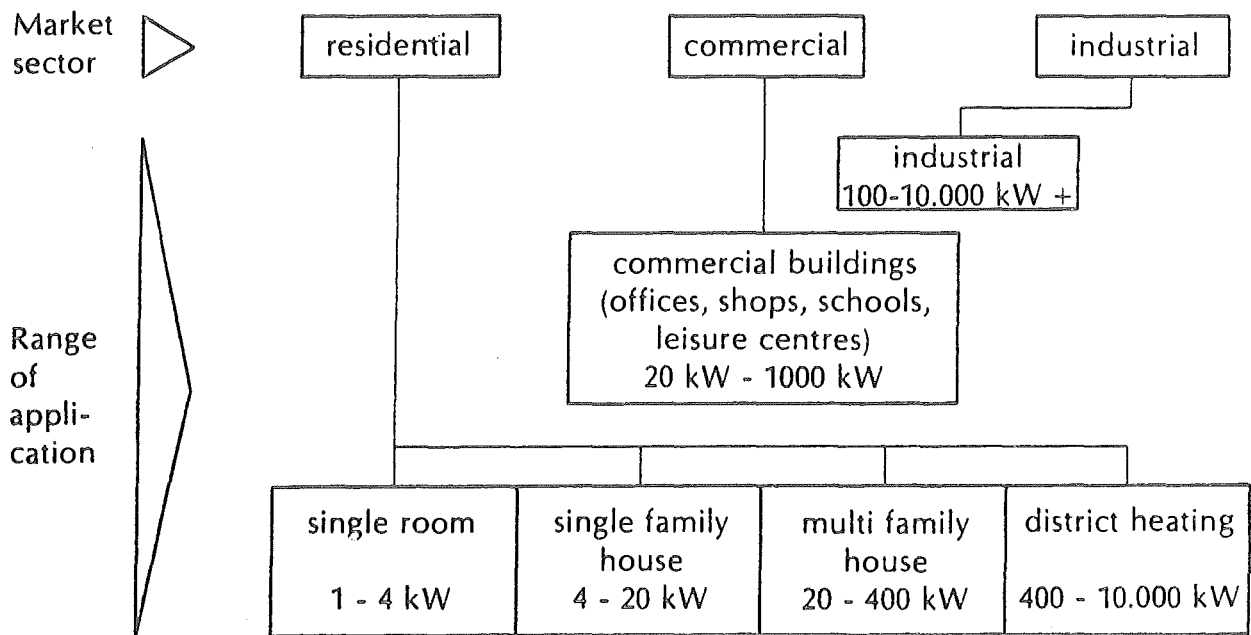 Market
sector
residential
commercial
industrial
industrial
100-10.000 kW +
commercial buildings
(offices, shops, schools,
leisure centres)
20 kW - 1000 kW
Range
of
appli-
cation
single room
1 - 4 kW
single family
house
4 - 20 kW
multi family
house
20 - 400 kW
district heating
400 - 10.000 kW